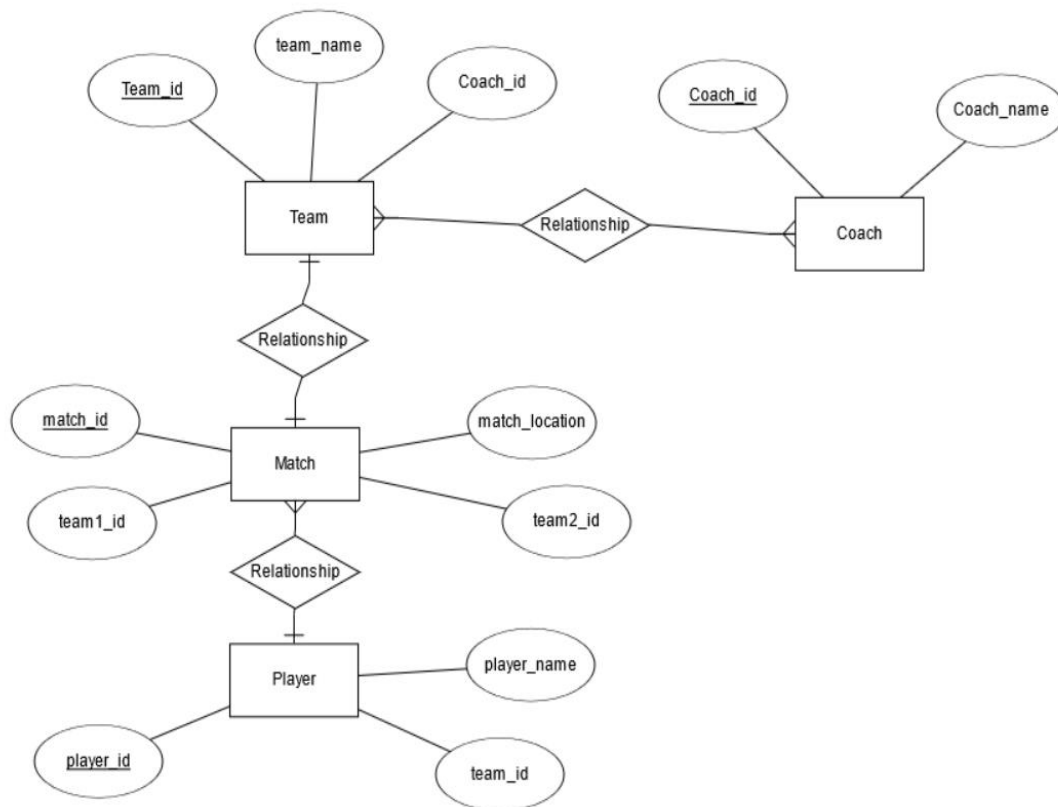 team_name
Team_id
Coach_id
Coach_id
Coach_name
Team
Relationship
Coach
Relationship
match_id
match_location
Match
team1_id
team2_id
Relationship
player_name
Player
player_id
team_id